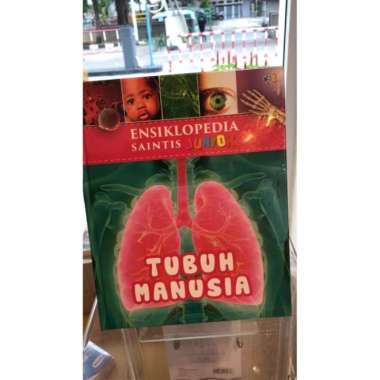 ENSIKLOPEDIA
SAINTIS JUNIOR
TUBUH
MANUSIA